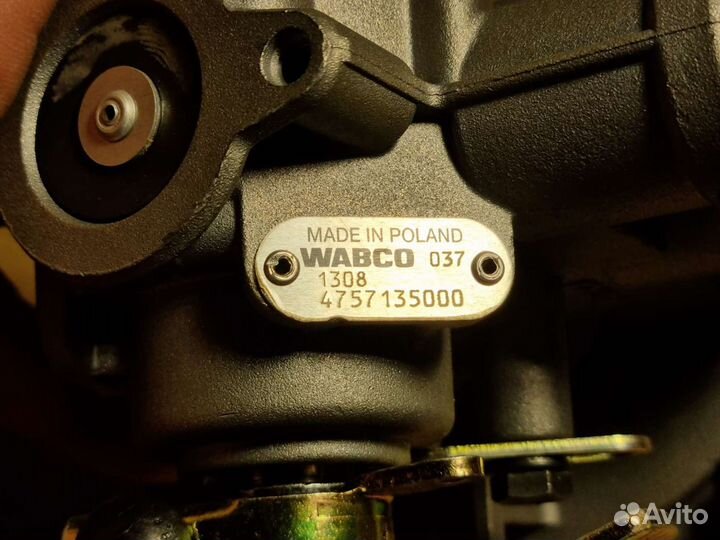 MADE IN POLAND
WABCO 037
1308
4757135000
Avito